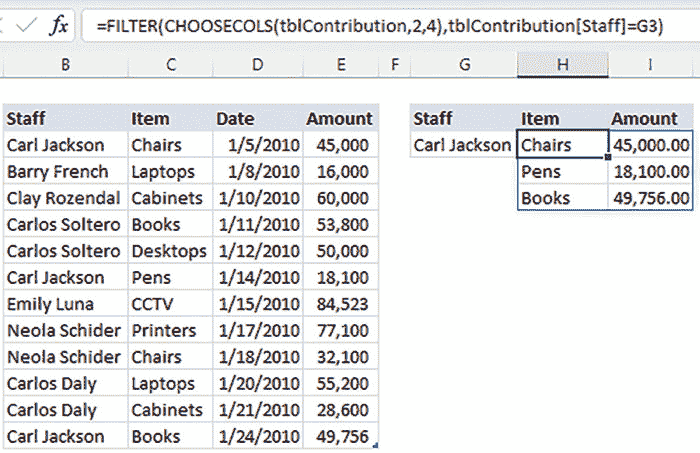 fx =FILTER(CHOOSECOLS(tblContribution,2,4),tblContribution[Staff]=G3)
B C D E F G H I
Staff Item Date Amount Staff Item Amount
Carl Jackson Chairs 1/5/2010 45,000 Carl Jackson Chairs 45,000.00
Barry French Laptops 1/8/2010 16,000 Pens 18,100.00
Clay Rozendal Cabinets 1/10/2010 60,000 Books 49,756.00
Carlos Soltero Books 1/11/2010 53,800
Carlos Soltero Desktops 1/12/2010 50,000
Carl Jackson Pens 1/14/2010 18,100
Emily Luna CCTV 1/15/2010 84,523
Neola Schider Printers 1/17/2010 77,100
Neola Schider Chairs 1/18/2010 32,100
Carlos Daly Laptops 1/20/2010 55,200
Carlos Daly Cabinets 1/21/2010 28,600
Carl Jackson Books 1/24/2010 49,756